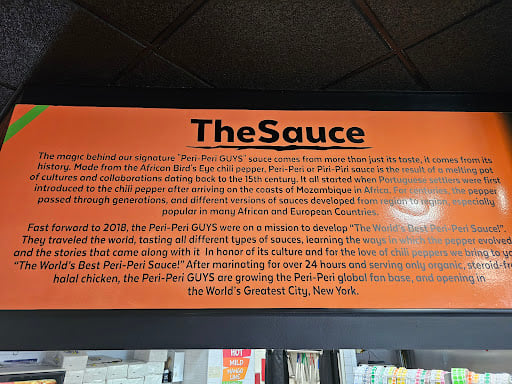 The Sauce
The magic behind our signature "Peri-Peri GUYS" sauce comes from more than just its taste, it comes from its
history. Made from the African Bird's Eye chili pepper, Peri-Peri or Piri-Piri sauce is the result of a melting pot
of cultures and collaborations dating back to the 15th century. It all started when Portuguese settlers were first
introduced to the chili pepper after arriving on the coasts of Mozambique in Africa. For centuries, the pepper
passed through generations, and different versions of sauces developed from region to region, especially
popular in many African and European Countries.
Fast forward to 2018, the Peri-Peri GUYS were on a mission to develop "The World's Best Peri-Peri Sauce!".
They traveled the world, tasting all different types of sauces, learning the ways in which the pepper evolved
and the stories that came along with it In honor of its culture and for the love of chili peppers we bring to yo
"The World's Best Peri-Peri Sauce!" After marinating for over 24 hours and serving only organic, steroid-fr
halal chicken, the Peri-Peri GUYS are growing the Peri-Peri global fan base, and opening in
the World's Greatest City, New York.
HOT
MILD
MANGO
LIME